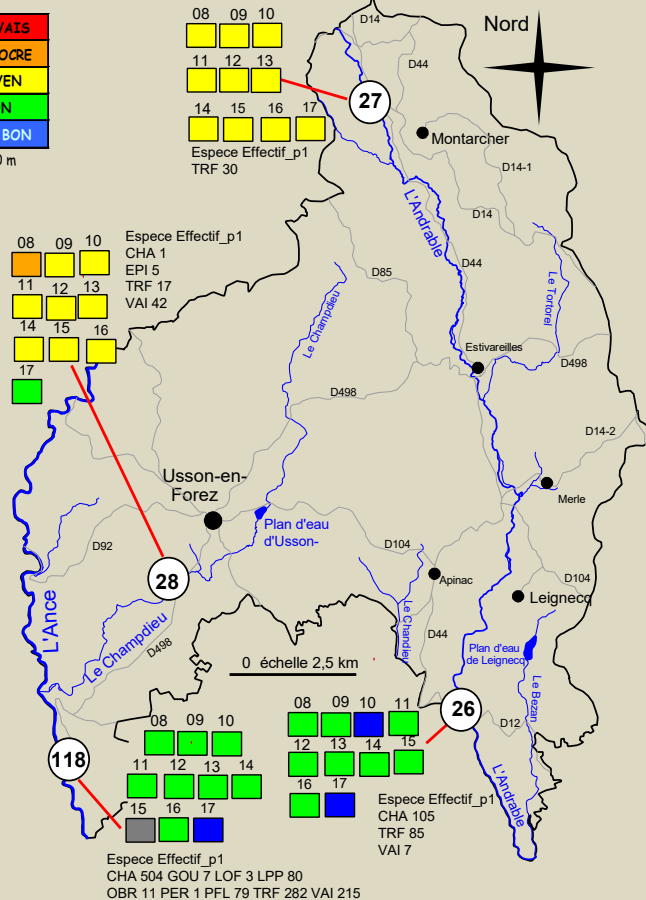 VAIS
OCRE
YEN
N
BON
0 m
08 09 10
11 12 13
14 15 16 17
Espece Effectif_p1
TRF 30
27
D14
Nord
D44
Montarcher
D14-1
D14
L'Andrable
D44
Le Tortorel
D85
Le Champdieu
Estivareilles
D498
D498
D14-2
08 09 10
11 12 13
14 15 16
17
Espece Effectif_p1
CHA 1
EPI 5
TRF 17
VAI 42
Usson-en-
Forez
Plan d'eau
d'Usson-
Merle
D92
28
D104
Apinac
D104
Leignecq
L'Ance
Le Champdieu
D498
Le Chandieu
D44
Plan d'eau
de Leignecq
Le Bezan
0 échelle 2,5 km
26
D12
L'Andrable
08 09 10 11
12 13 14 15
16 17
Espece Effectif_p1
CHA 105
TRF 85
VAI 7
118
08 09 10
11 12 13 14
15 16 17
Espece Effectif_p1
CHA 504 GOU 7 LOF 3 LPP 80
OBR 11 PER 1 PFL 79 TRF 282 VAI 215